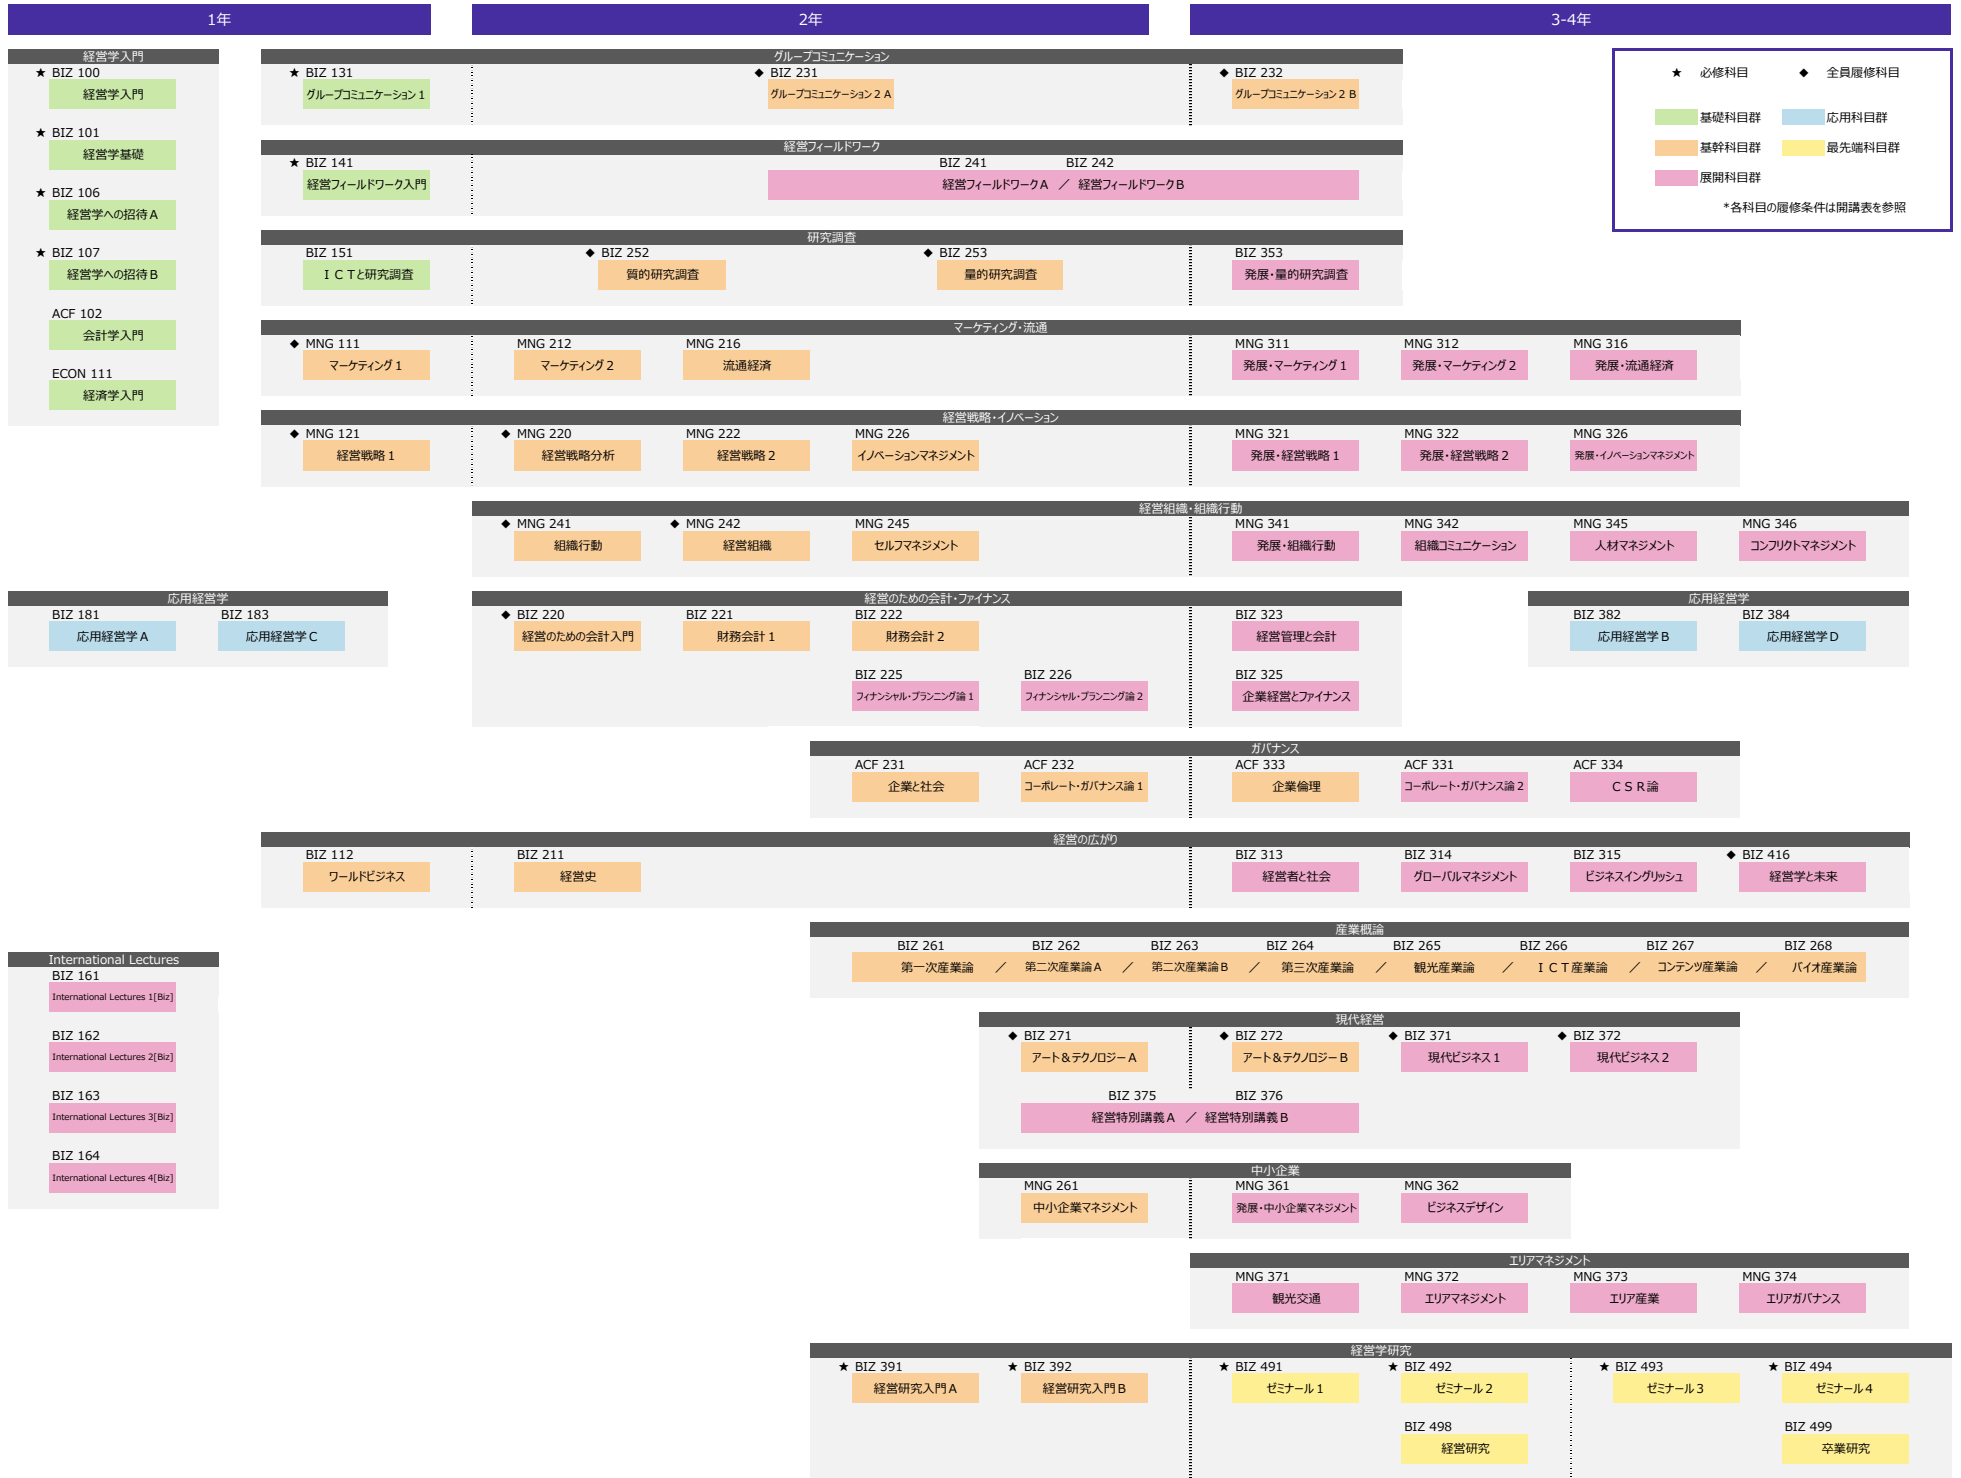 1年
2年
3-4年
経営学入門
★ BIZ 100
経営学入門
★ BIZ 101
経営学基礎
★ BIZ 106
経営学への招待A
★ BIZ 107
経営学への招待B
ACF 102
会計学入門
ECON 111
経済学入門
グループコミュニケーション
★ BIZ 131 ◆ BIZ 231 ◆ BIZ 232
グループコミュニケーション1 グループコミュニケーション2 A グループコミュニケーション2 B
経営フィールドワーク
★ BIZ 141 BIZ 241 BIZ 242
経営フィールドワーク入門 経営フィールドワークA ／ 経営フィールドワークB
研究調査
BIZ 151 ◆ BIZ 252 ◆ BIZ 253 BIZ 353
ＩＣＴと研究調査 質的研究調査 量的研究調査 発展・量的研究調査
★ 必修科目 ◆ 全員履修科目
基礎科目群 応用科目群
基幹科目群 最先端科目群
展開科目群
*各科目の履修条件は開講表を参照
マーケティング・流通
◆ MNG 111 MNG 212 MNG 216 MNG 311 MNG 312 MNG 316
マーケティング1 マーケティング2 流通経済 発展・マーケティング1 発展・マーケティング2 発展・流通経済
経営戦略・イノベーション
◆ MNG 121 ◆ MNG 220 MNG 222 MNG 226 MNG 321 MNG 322 MNG 326
経営戦略1 経営戦略分析 経営戦略2 イノベーションマネジメント 発展・経営戦略1 発展・経営戦略2 発展・イノベーションマネジメント
経営組織・組織行動
◆ MNG 241 ◆ MNG 242 MNG 245 MNG 341 MNG 342 MNG 345 MNG 346
組織行動 経営組織 セルフマネジメント 発展・組織行動 組織コミュニケーション 人材マネジメント コンフリクトマネジメント
応用経営学
BIZ 181 BIZ 183
応用経営学A 応用経営学C
経営のための会計・ファイナンス
◆ BIZ 220 BIZ 221 BIZ 222 BIZ 323
経営のための会計入門 財務会計1 財務会計2 経営管理と会計
BIZ 225 BIZ 226 BIZ 325
フィナンシャル・プランニング論1 フィナンシャル・プランニング論2 企業経営とファイナンス
応用経営学
BIZ 382 BIZ 384
応用経営学B 応用経営学D
ガバナンス
ACF 231 ACF 232 ACF 333 ACF 331 ACF 334
企業と社会 コーポレート・ガバナンス論1 企業倫理 コーポレート・ガバナンス論2 ＣＳＲ論
経営の広がり
BIZ 112 BIZ 211 BIZ 313 BIZ 314 BIZ 315 ◆ BIZ 416
ワールドビジネス 経営史 経営者と社会 グローバルマネジメント ビジネスイングリッシュ 経営学と未来
産業概論
BIZ 261 BIZ 262 BIZ 263 BIZ 264 BIZ 265 BIZ 266 BIZ 267 BIZ 268
第一次産業論 ／ 第二次産業論A ／ 第二次産業論B ／ 第三次産業論 ／ 観光産業論 ／ ＩＣＴ産業論 ／ コンテンツ産業論 ／ バイオ産業論
International Lectures
BIZ 161
International Lectures 1[Biz]
BIZ 162
International Lectures 2[Biz]
BIZ 163
International Lectures 3[Biz]
BIZ 164
International Lectures 4[Biz]
現代経営
◆ BIZ 271 ◆ BIZ 272 ◆ BIZ 371 ◆ BIZ 372
アート＆テクノロジーA アート＆テクノロジーB 現代ビジネス1 現代ビジネス2
BIZ 375 BIZ 376
経営特別講義A ／ 経営特別講義B
中小企業
MNG 261 MNG 361 MNG 362
中小企業マネジメント 発展・中小企業マネジメント ビジネスデザイン
エリアマネジメント
MNG 371 MNG 372 MNG 373 MNG 374
観光交通 エリアマネジメント エリア産業 エリアガバナンス
経営学研究
★ BIZ 391 ★ BIZ 392 ★ BIZ 491 ★ BIZ 492 ★ BIZ 493 ★ BIZ 494
経営研究入門A 経営研究入門B ゼミナール1 ゼミナール2 ゼミナール3 ゼミナール4
BIZ 498 BIZ 499
経営研究 卒業研究